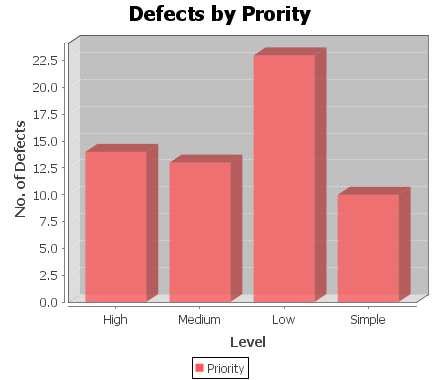 Defects by Prority
22.5
20.0
17.5
15.0
12.5
10.0
7.5
5.0
2.5
0.0
No. of Defects
High Medium Low Simple
Level
Priority